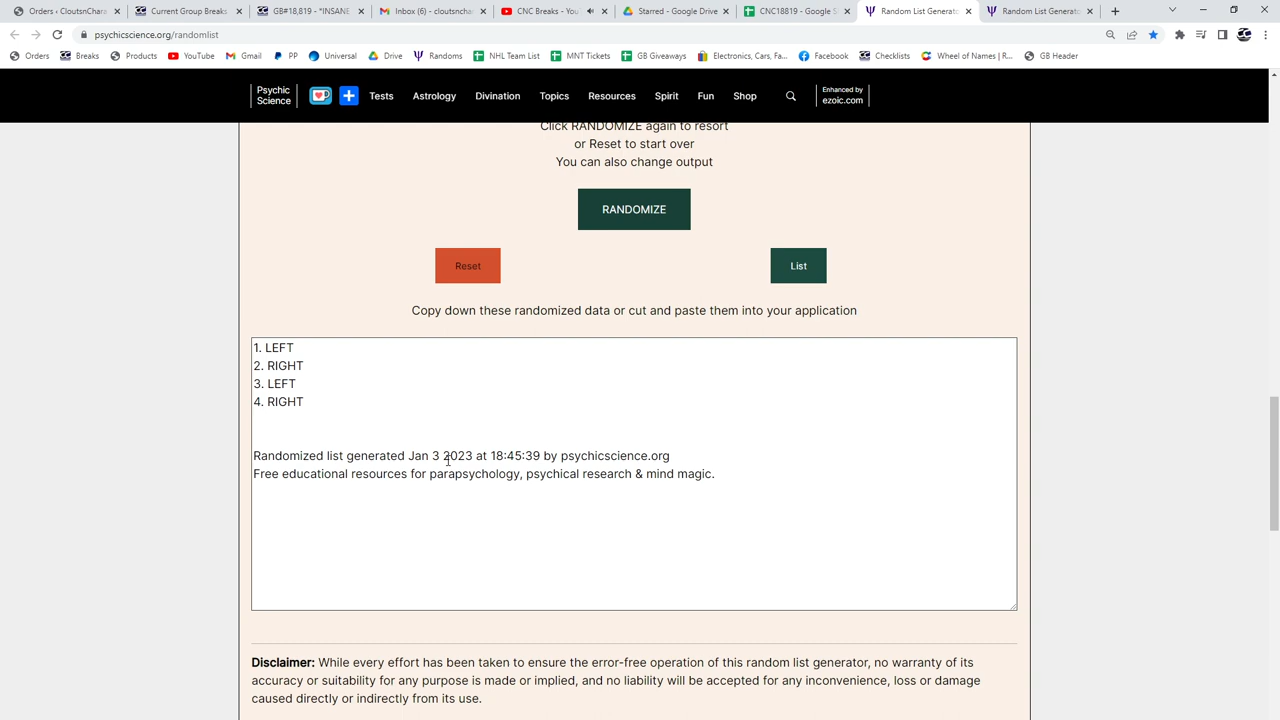 Orders · CloutsnChara
Current Group Breaks
GB#18,819 - *INSANE
Inbox (6) - cloutsnchar
CNC Breaks - You
Starred - Google Drive
CNC18819 - Google S
Random List Generato
Random List Generato
psychicscience.org/randomlist
Orders
Breaks
Products
YouTube
Gmail
PP
Universal
Drive
Randoms
NHL Team List
MNT Tickets
GB Giveaways
Electronics, Cars, Fa...
Facebook
Checklists
Wheel of Names | R...
GB Header
Psychic Science
Tests
Astrology
Divination
Topics
Resources
Spirit
Fun
Shop
Enhanced by ezoic.com
Click RANDOMIZE again to resort
or Reset to start over
You can also change output
RANDOMIZE
Reset
List
Copy down these randomized data or cut and paste them into your application
1. LEFT
2. RIGHT
3. LEFT
4. RIGHT
Randomized list generated Jan 3 2023 at 18:45:39 by psychicscience.org
Free educational resources for parapsychology, psychical research & mind magic.
Disclaimer: While every effort has been taken to ensure the error-free operation of this random list generator, no warranty of its
accuracy or suitability for any purpose is made or implied, and no liability will be accepted for any inconvenience, loss or damage
caused directly or indirectly from its use.